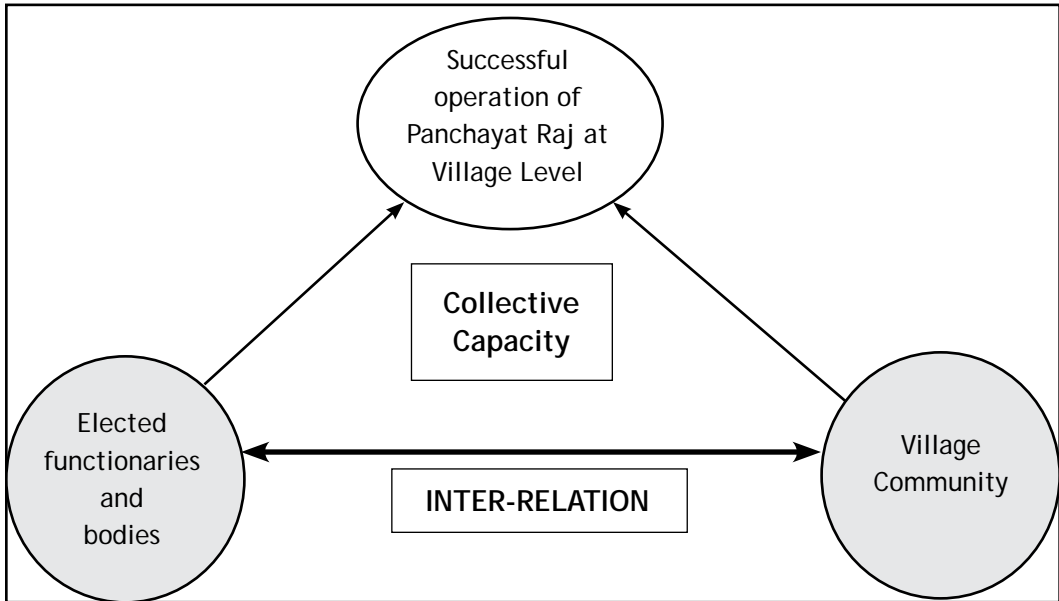 Successful
operation of
Panchayat Raj at
Village Level
Collective
Capacity
Elected
functionaries
and
bodies
INTER-RELATION
Village
Community